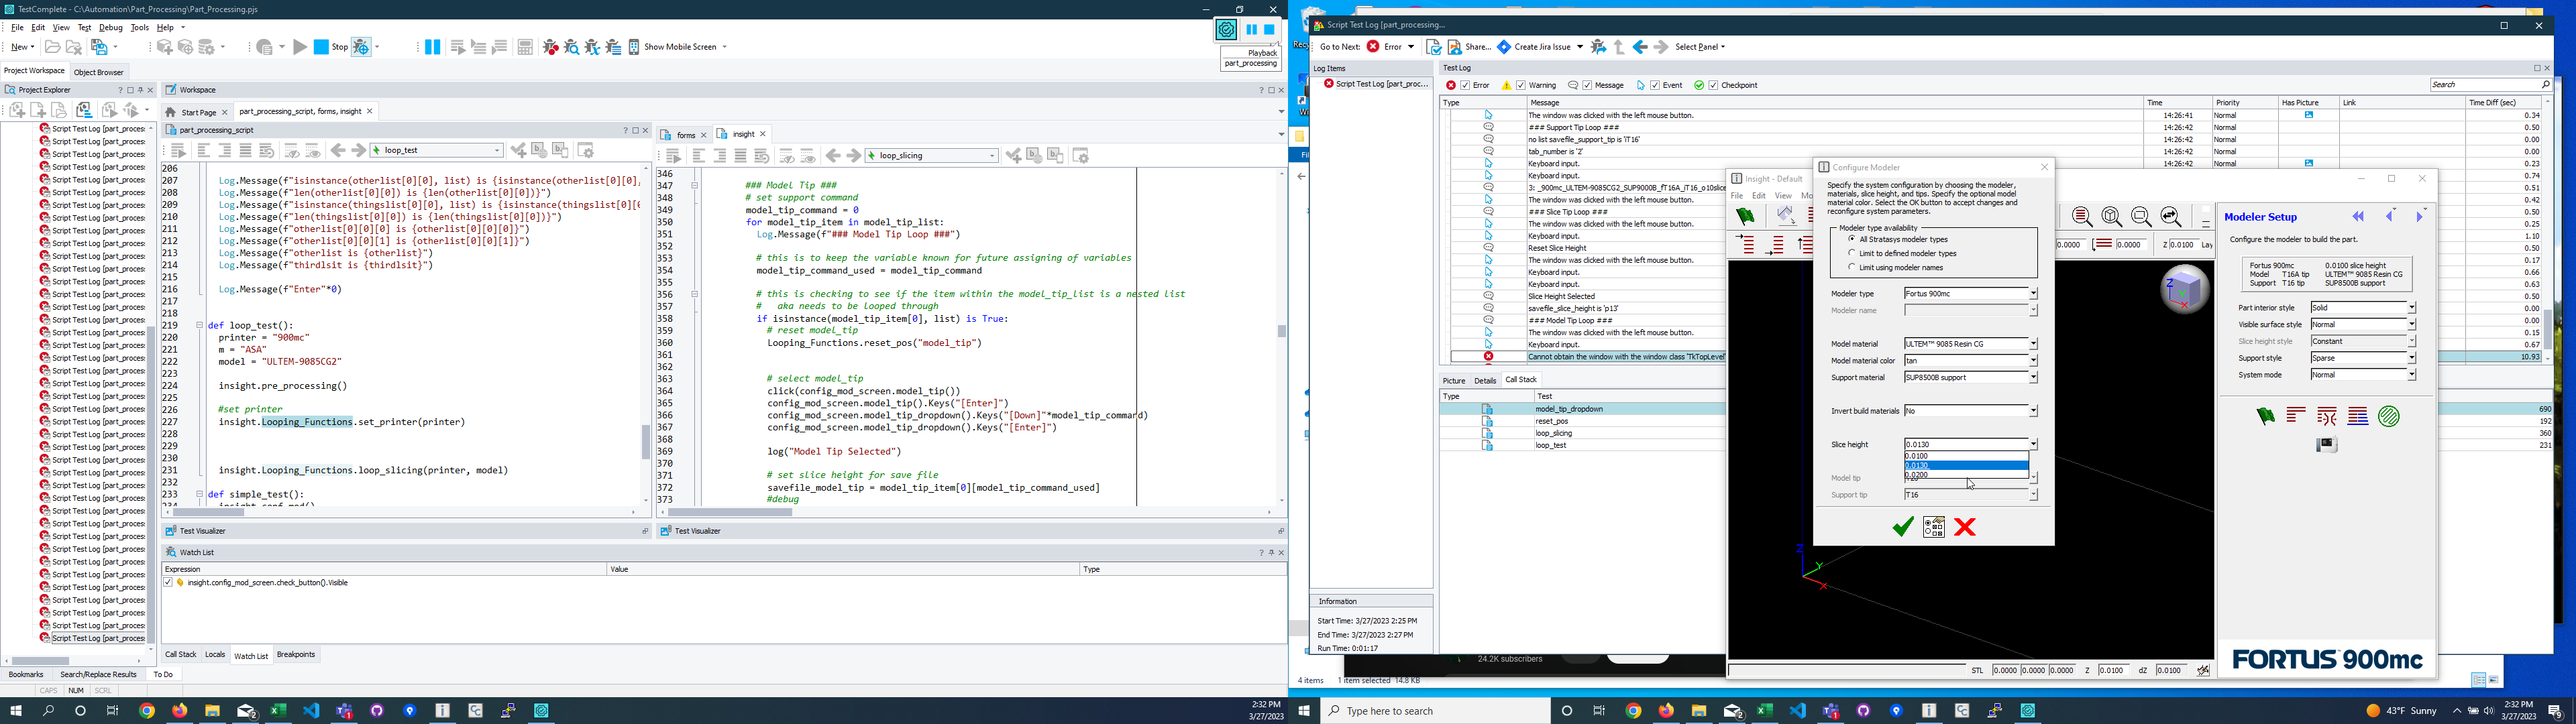 TestComplete - C:\Automation\Part_Processing\Part_Processing.pjs
File Edit View Test Debug Tools Help
New Stop Show Mobile Screen
Playback
part_processing
Project Workspace Object Browser
Project Explorer
Workspace
Start Page part_processing_script, forms, insight
part_processing_script
loop_test
206
207 Log.Message(f"isinstance(otherlist[0][0], list) is {isinstance(otherlist[0][0],
208 Log.Message(f"len(otherlist[0][0]) is {len(otherlist[0][0])}")
209 Log.Message(f"isinstance(thingslist[0][0], list) is {isinstance(thingslist[0][0
210 Log.Message(f"len(thingslist[0][0]) is {len(thingslist[0][0])}")
211 Log.Message(f"otherlist[0][0][0] is {otherlist[0][0][0]}")
212 Log.Message(f"otherlist[0][0][1] is {otherlist[0][0][1]}")
213 Log.Message(f"otherlist is {otherlist}")
214 Log.Message(f"thirdlsit is {thirdlsit}")
215
216 Log.Message(f"Enter"*0)
217
218
219 def loop_test():
220 printer = "900mc"
221 m = "ASA"
222 model = "ULTEM-9085CG2"
223
224 insight.pre_processing()
225
226 #set printer
227 insight.Looping_Functions.set_printer(printer)
228
229
230
231 insight.Looping_Functions.loop_slicing(printer, model)
232
233 def simple_test():
forms insight
loop_slicing
346
347 ### Model Tip ###
348 # set support command
349 model_tip_command = 0
350 for model_tip_item in model_tip_list:
351 Log.Message(f"### Model Tip Loop ###")
352
353 # this is to keep the variable known for future assigning of variables
354 model_tip_command_used = model_tip_command
355
356 # this is checking to see if the item within the model_tip_list is a nested list
357 # aka needs to be looped through
358 if isinstance(model_tip_item[0], list) is True:
359 # reset model_tip
360 Looping_Functions.reset_pos("model_tip")
361
362
363 # select model_tip
364 click(config_mod_screen.model_tip())
365 config_mod_screen.model_tip().Keys("[Enter]")
366 config_mod_screen.model_tip_dropdown().Keys("[Down]"*model_tip_command)
367 config_mod_screen.model_tip_dropdown().Keys("[Enter]")
368
369 log("Model Tip Selected")
370
371 # set slice height for save file
372 savefile_model_tip = model_tip_item[0][model_tip_command_used]
373 #debug
Test Visualizer Test Visualizer
Watch List
Expression Value Type
insight.config_mod_screen.check_button().Visible
Call Stack Locals Watch List Breakpoints
Bookmarks Search/Replace Results To Do
CAPS NUM SCRL
2:32 PM
3/27/2023
Script Test Log [part_processing...
Go to Next: Error Share... Create Jira Issue Select Panel
Log Items
Script Test Log [part_proc...
Test Log
Error Warning Message Event Checkpoint Search
Type Message Time Priority Has Picture Link Time Diff (sec)
The window was clicked with the left mouse button. 14:26:41 Normal 0.34
### Support Tip Loop ### 14:26:42 Normal 0.50
no list savefile_support_tip is 'T16' 14:26:42 Normal 0.00
tab_number is '2' 14:26:42 Normal 0.00
Keyboard input. 14:26:42 Normal 0.23
Keyboard input. 0.74
3: _900mc_ULTEM-9085CG2_SUP9000B_fT16A_iT16_o10slice 0.51
The window was clicked with the left mouse button. 0.42
### Slice Tip Loop ### 0.50
The window was clicked with the left mouse button. 0.25
Keyboard input. 1.10
Reset Slice Height 0.50
The window was clicked with the left mouse button. 0.17
Keyboard input. 0.66
Keyboard input. 0.63
Slice Height Selected 0.50
savefile_slice_height is 'p13' 0.00
### Model Tip Loop ### 0.00
The window was clicked with the left mouse button. 0.15
Keyboard input. 0.67
Cannot obtain the window with the window class 'TkTopLevel' 10.93
Picture Details Call Stack
Type Test
model_tip_dropdown 690
reset_pos 192
loop_slicing 360
loop_test 231
Information
Start Time: 3/27/2023 2:25 PM
End Time: 3/27/2023 2:27 PM
Run Time: 0:01:17
24.2K subscribers
4 items 1 item selected 14.8 KB
Insight - Default
File Edit View Mo
Configure Modeler
Specify the system configuration by choosing the modeler,
materials, slice height, and tips. Specify the optional model
material color. Select the OK button to accept changes and
reconfigure system parameters.
Modeler type availability
All Stratasys modeler types
Limit to defined modeler types
Limit using modeler names
Modeler type Fortus 900mc
Modeler name
Model material ULTEM™ 9085 Resin CG
Model material color tan
Support material SUP8500B support
Invert build materials No
Slice height 0.0130
0.0100
0.0130
0.0200
Model tip
Support tip T16
0.0000 0.0000 Z 0.0100 Lay
Modeler Setup
Configure the modeler to build the part.
Fortus 900mc 0.0100 slice height
Model T16A tip ULTEM™ 9085 Resin CG
Support T16 tip SUP8500B support
Part interior style Solid
Visible surface style Normal
Slice height style Constant
Support style Sparse
System mode Normal
FORTUS 900mc
STL 0.0000 0.0000 0.0000 Z 0.0100 dZ 0.0100
Type here to search
43°F Sunny
2:32 PM
3/27/2023